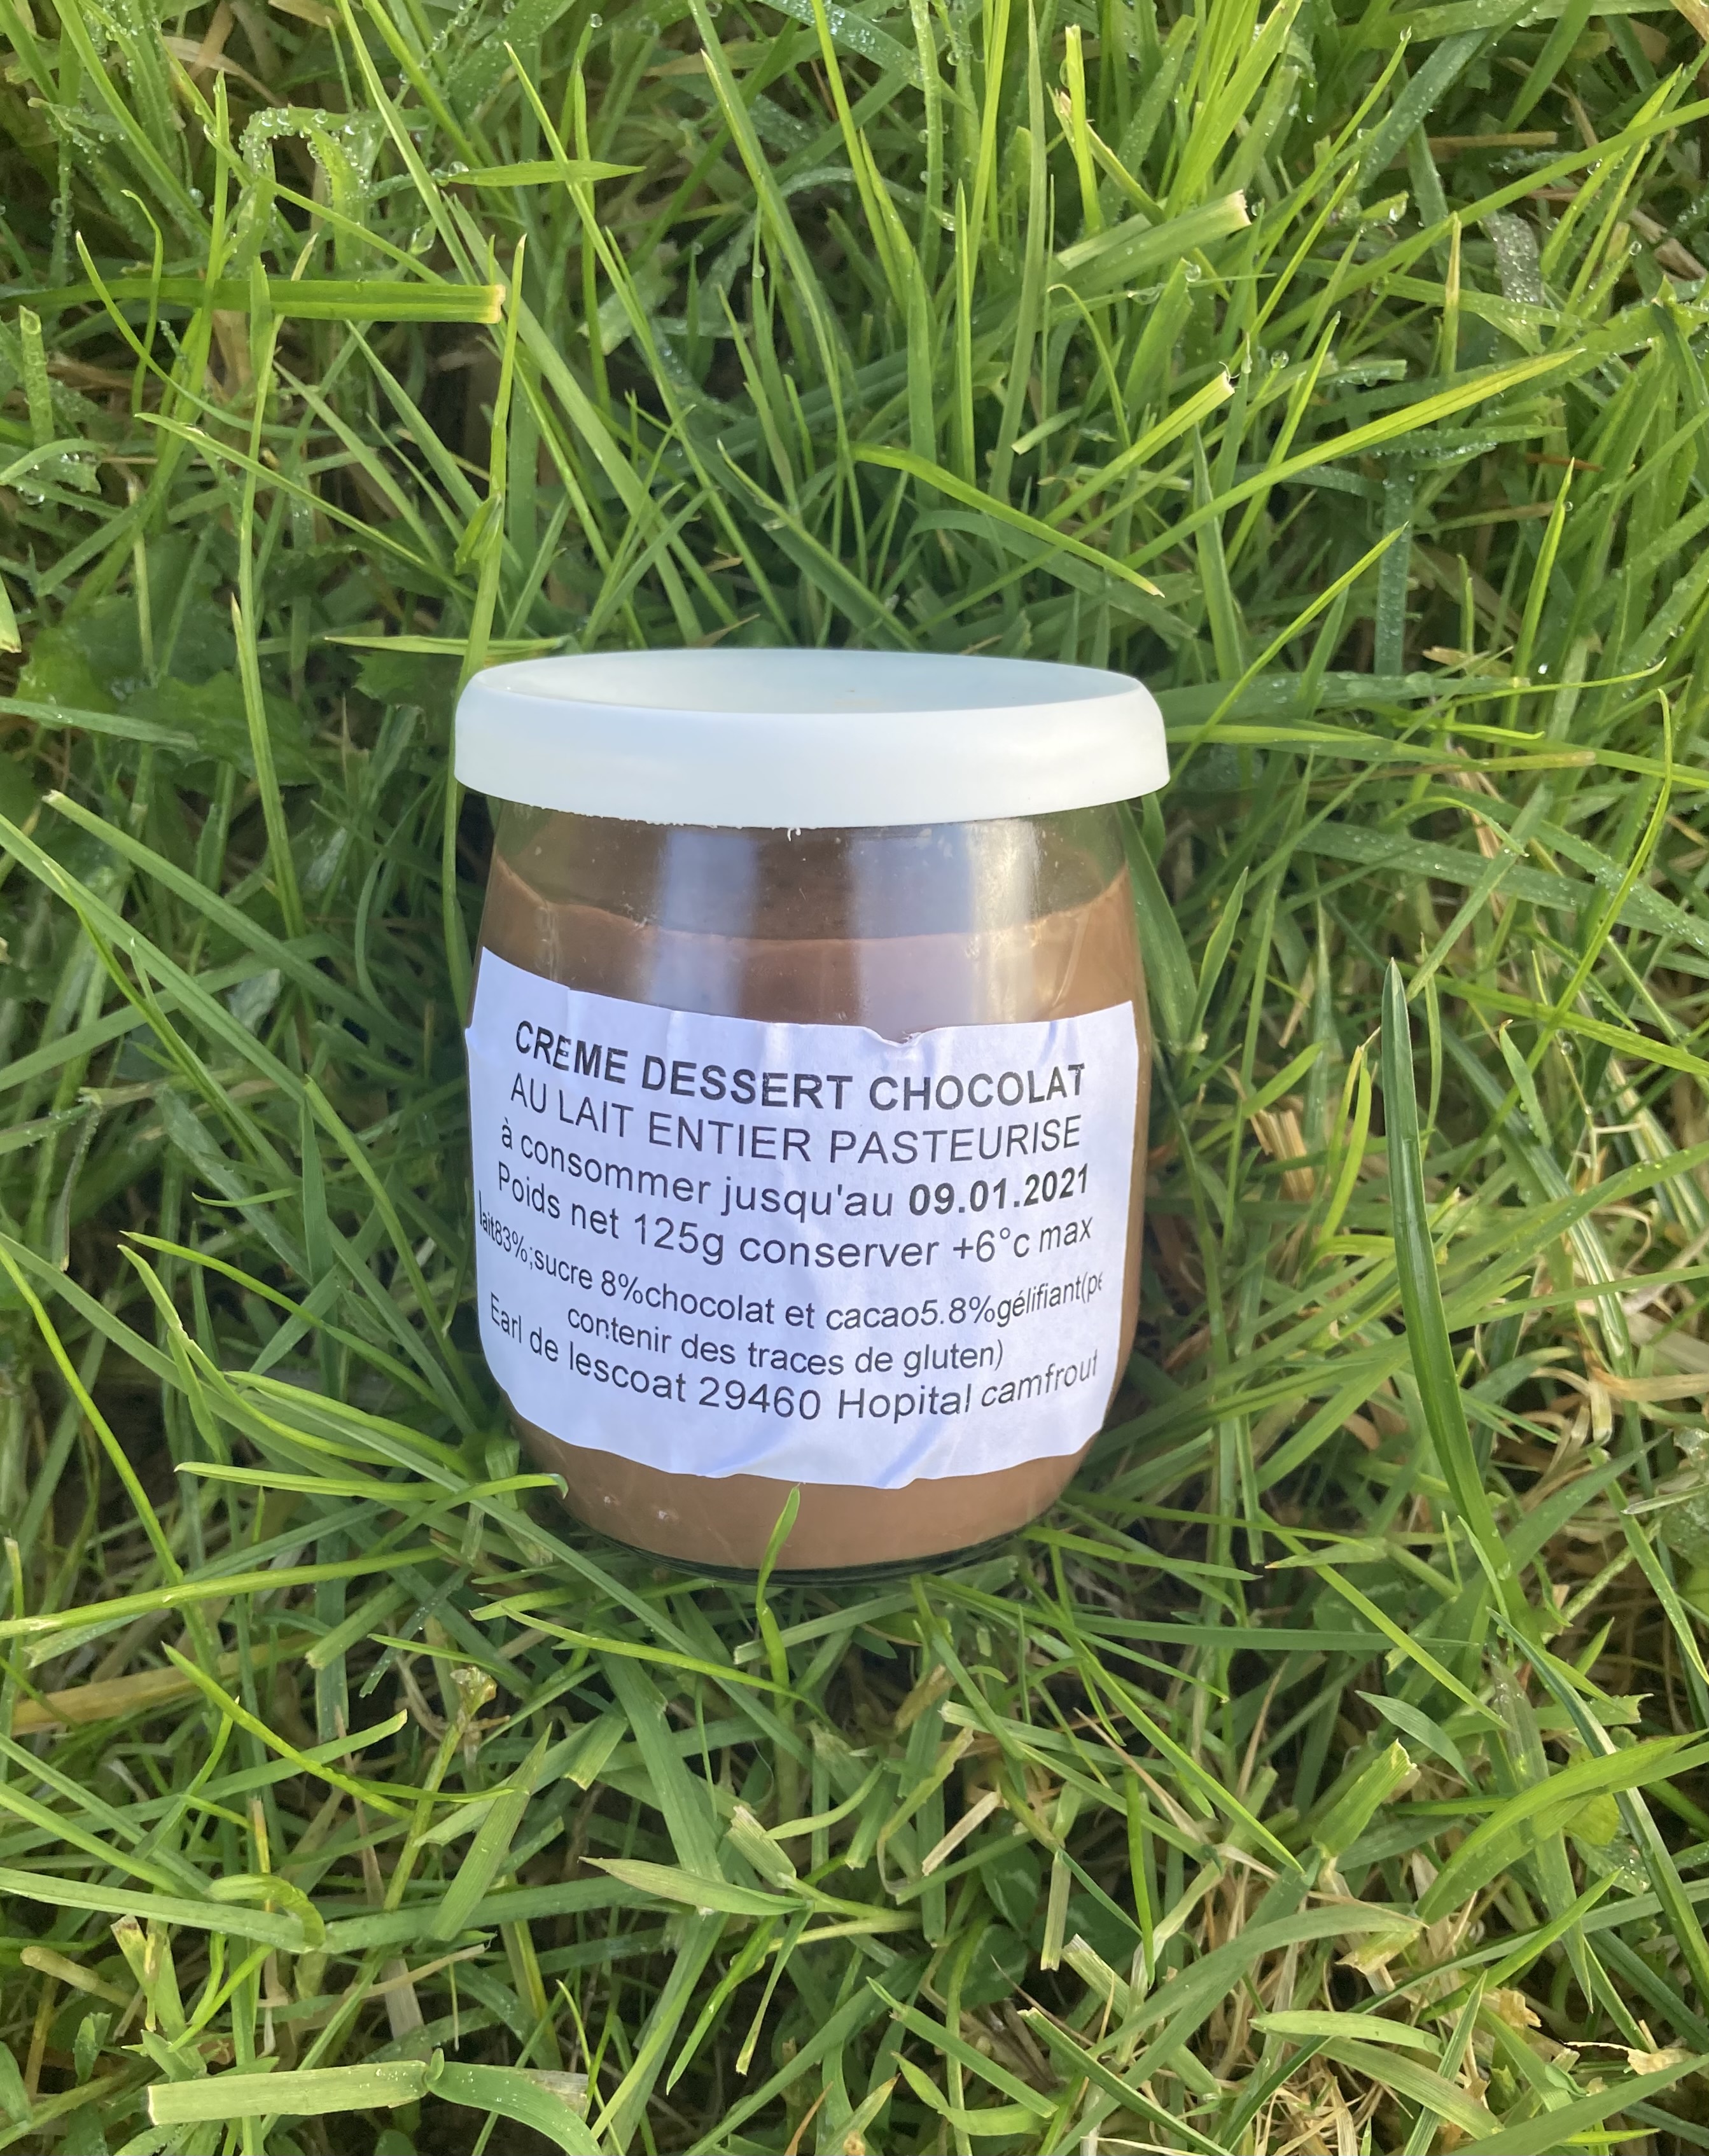 CREME DESSERT CHOCOLAT
AU LAIT ENTIER PASTEURISE
à consommer jusqu'au 09.01.2021
Poids net 125g conserver +6°c max
lait83%;sucre 8%chocolat et cacao5.8%gélifiant(pe
contenir des traces de gluten)
Earl de lescoat 29460 Hopital camfrout